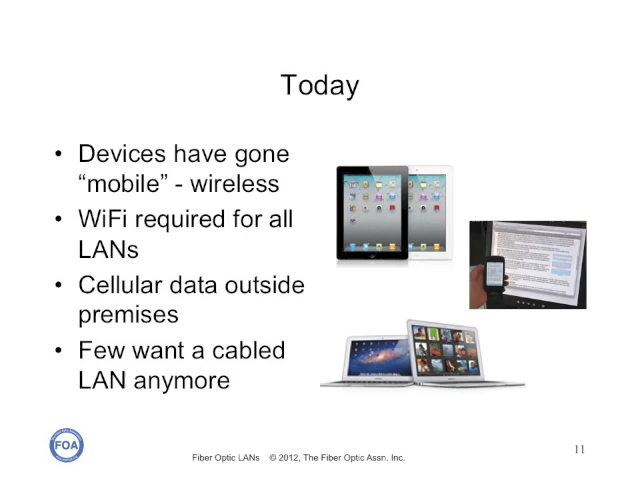 Today
• Devices have gone
“mobile” - wireless
• WiFi required for all
LANs
• Cellular data outside
premises
• Few want a cabled
LAN anymore
FOA
Fiber Optic LANs © 2012, The Fiber Optic Assn. Inc.
11